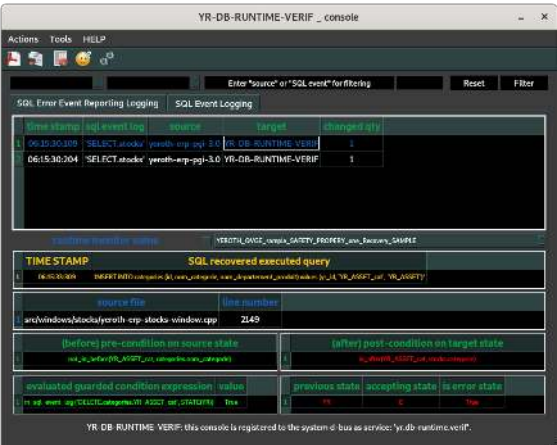 YR-DB-RUNTIME-VERIF _ console
Actions Tools HELP
Enter "source" or "SQL event" for filtering Reset Filter
SQL Error Event Reporting Logging SQL Event Logging
time stamp sql event log source target changed qty
1 06:15:30:109 'SELECT.stocks' yeroth-erp-pgi-3.0 YR-DB-RUNTIME-VERIF 1
2 06:15:30:204 'SELECT.stocks' yeroth-erp-pgi-3.0 YR-DB-RUNTIME-VERIF 1
runtime monitor name
TIME STAMP SQL recovered executed query
source file line number
1 src/windows/stocks/yeroth-erp-stocks-window.cpp 2149
(before) pre-condition on source state (after) post-condition on target state
evaluated guarded condition expression value previous state accepting state is error state
True True
YR-DB-RUNTIME-VERIF: this console is registered to the system d-bus as service: 'yr.db-runtime.verif'.